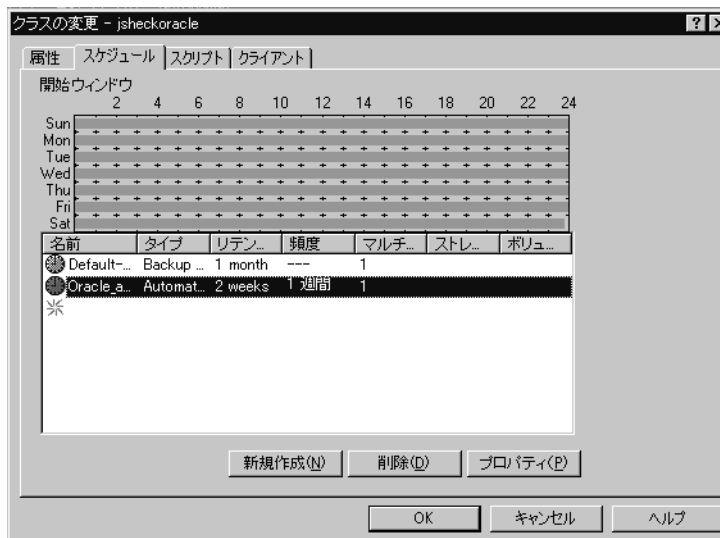 クラスの変更 - jsheckoracle
属性 スケジュール スクリプト クライアント
開始ウィンドウ
2 4 6 8 10 12 14 16 18 20 22 24
Sun
Mon
Tue
Wed
Thu
Fri
Sat
名前 タイプ リテン... 頻度 マルチ... ストレ... ボリュ...
Default-... Backup ... 1 month --- 1
Oracle_a... Automat... 2 weeks 1 週間 1
新規作成(N) 削除(D) プロパティ(P)
OK キャンセル ヘルプ